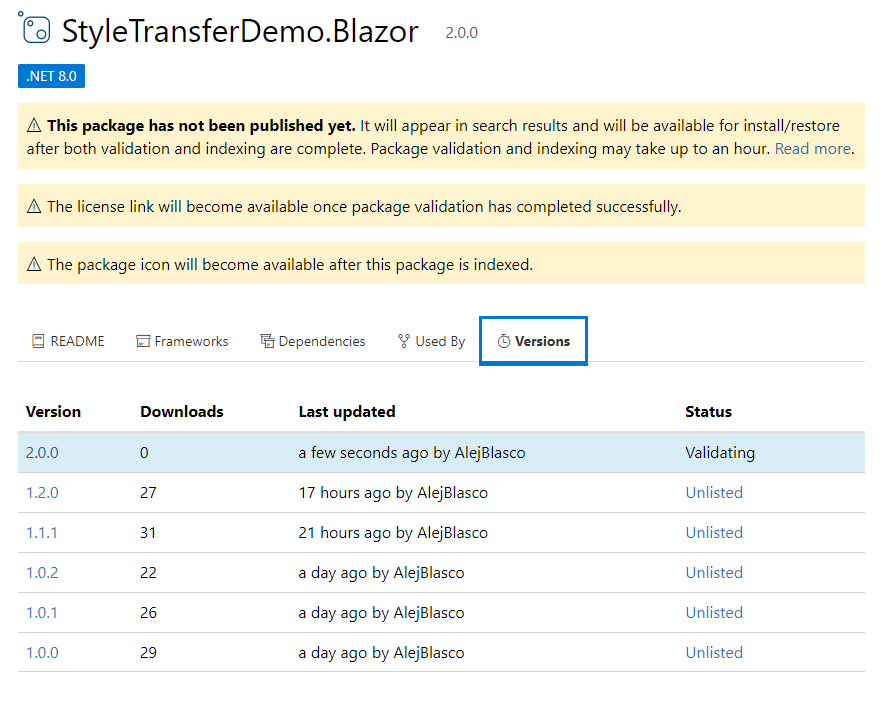 StyleTransferDemo.Blazor 2.0.0
.NET 8.0
This package has not been published yet. It will appear in search results and will be available for install/restore
after both validation and indexing are complete. Package validation and indexing may take up to an hour. Read more.
The license link will become available once package validation has completed successfully.
The package icon will become available after this package is indexed.
README Frameworks Dependencies Used By Versions
Version Downloads Last updated Status
2.0.0 0 a few seconds ago by AlejBlasco Validating
1.2.0 27 17 hours ago by AlejBlasco Unlisted
1.1.1 31 21 hours ago by AlejBlasco Unlisted
1.0.2 22 a day ago by AlejBlasco Unlisted
1.0.1 26 a day ago by AlejBlasco Unlisted
1.0.0 29 a day ago by AlejBlasco Unlisted